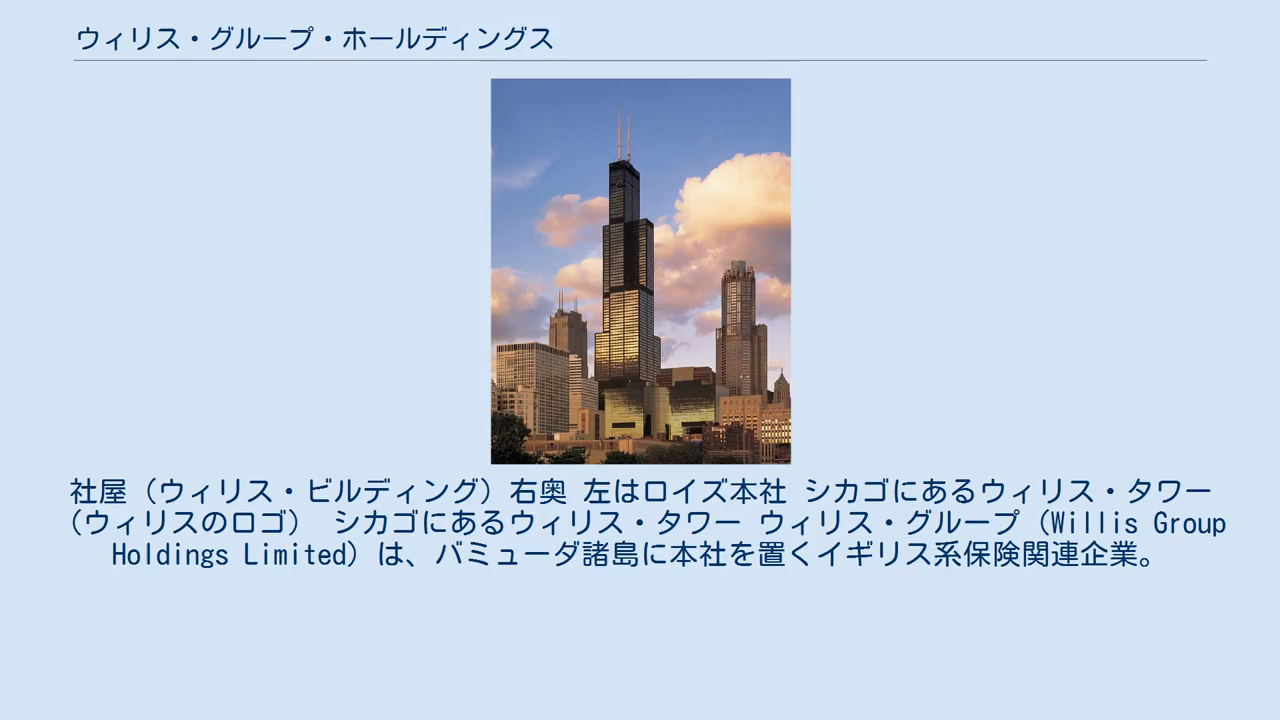 ウィリス・グループ・ホールディングス
社屋（ウィリス・ビルディング）右奥 左はロイズ本社 シカゴにあるウィリス・タワー
(ウィリスのロゴ） シカゴにあるウィリス・タワー ウィリス・グループ（Willis Group
Holdings Limited）は、バミューダ諸島に本社を置くイギリス系保険関連企業。